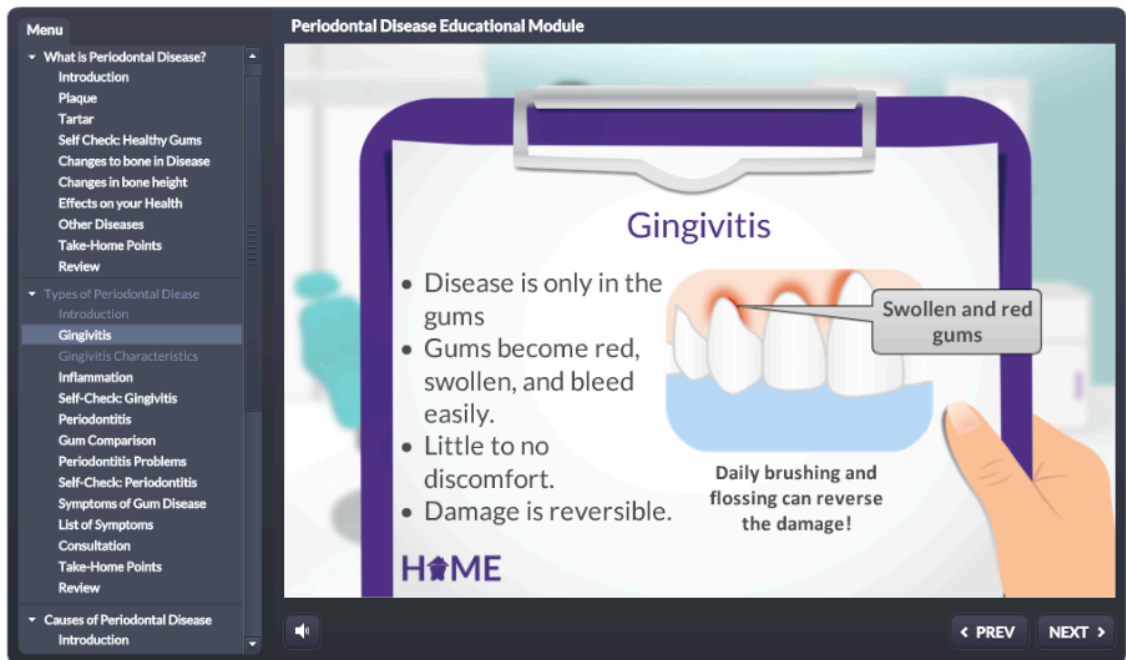 Menu
Periodontal Disease Educational Module
What is Periodontal Disease?
Introduction
Plaque
Tartar
Self Check: Healthy Gums
Changes to bone in Disease
Changes in bone height
Effects on your Health
Other Diseases
Take-Home Points
Review
Types of Periodontal Diease
Introduction
Gingivitis
Gingivitis Characteristics
Inflammation
Self-Check: Gingivitis
Periodontitis
Gum Comparison
Periodontitis Problems
Self-Check: Periodontitis
Symptoms of Gum Disease
List of Symptoms
Consultation
Take-Home Points
Review
Causes of Periodontal Disease
Introduction
Gingivitis
• Disease is only in the
gums
• Gums become red,
swollen, and bleed
easily.
• Little to no
discomfort.
• Damage is reversible.
Swollen and red
gums
Daily brushing and
flossing can reverse
the damage!
HOME
< PREV
NEXT >